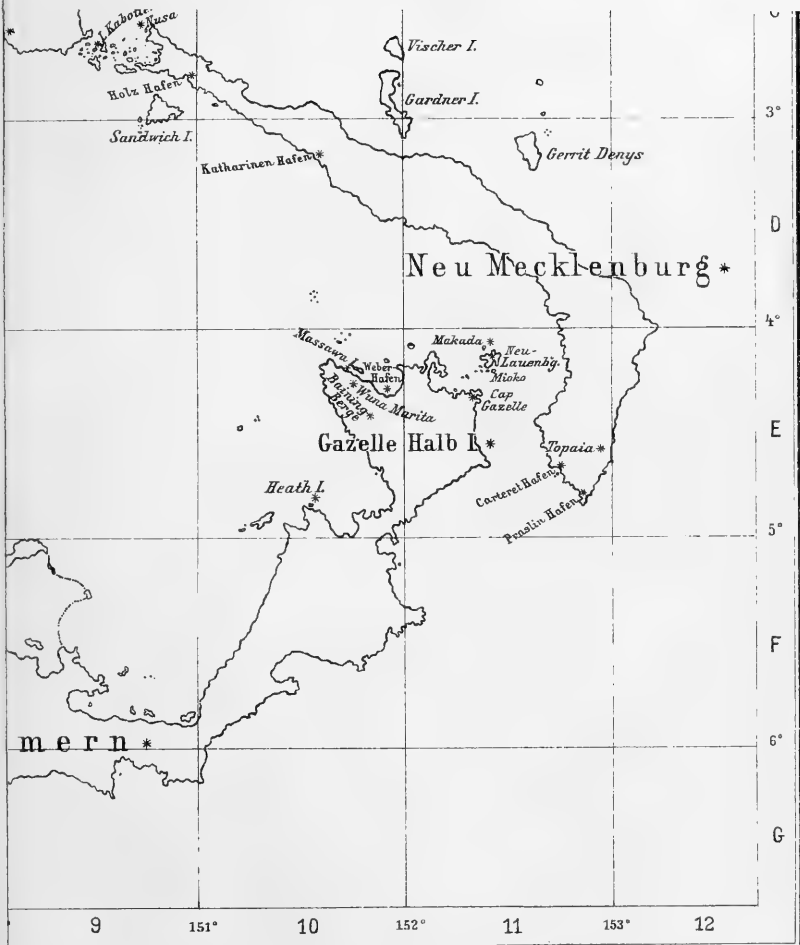 I. Kabotte
Nusa
Vischer I.
Holz Hafen
Gardner I.
3°
Sandwich I.
Gerrit Denys
Katharinen Hafen
D
Neu Mecklenburg
4°
Massawa I.
Makada
Neu-
Lauenbg.
Weber
Hafen
Mioko
Baining
Berge
Wuna Marita
Cap
Gazelle
E
Gazelle Halb I.
Topaia
Heath I.
Carteret Hafen
Praslin Hafen
5°
F
mern
6°
G
9 151° 10 152° 11 153° 12